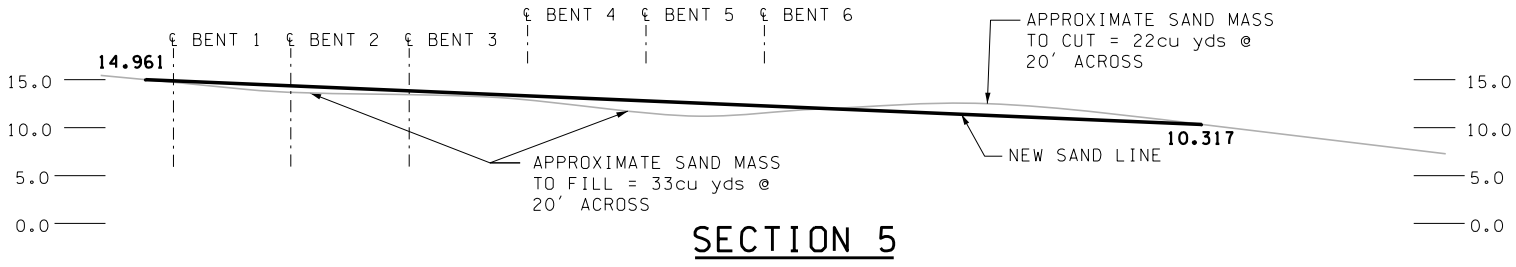 ℄ BENT 4
℄ BENT 5
℄ BENT 6
APPROXIMATE SAND MASS
TO CUT = 22cu yds @
20' ACROSS
℄ BENT 1
℄ BENT 2
℄ BENT 3
14.961
15.0
15.0
10.0
10.0
10.317
NEW SAND LINE
APPROXIMATE SAND MASS
TO FILL = 33cu yds @
20' ACROSS
5.0
5.0
0.0
0.0
SECTION 5